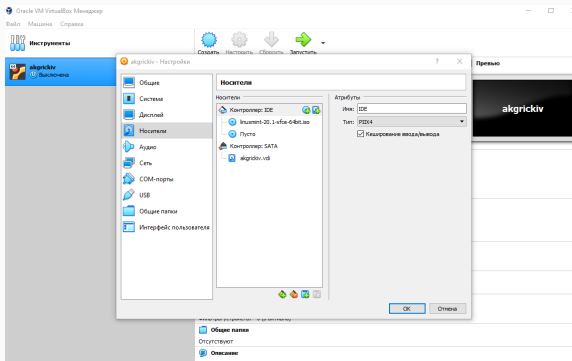 Oracle VM VirtualBox Менеджер
Файл Машина Справка
Инструменты
Создать Настроить Сбросить Запустить
akgrickiv
Выключена
Превью
akgrickiv
akgrickiv - Настройки
? 
Общие
Система
Дисплей
Носители
Аудио
Сеть
COM-порты
USB
Общие папки
Интерфейс пользователя
Носители
Носители
Контроллер: IDE
linuxmint-20.1-xfce-64bit.iso
Пусто
Контроллер: SATA
akgrickiv.vdi
Атрибуты
Имя: IDE
Тип: PIIX4
Кеширование ввода/вывода
OK Отмена
Общие папки
Отсутствуют
Описание